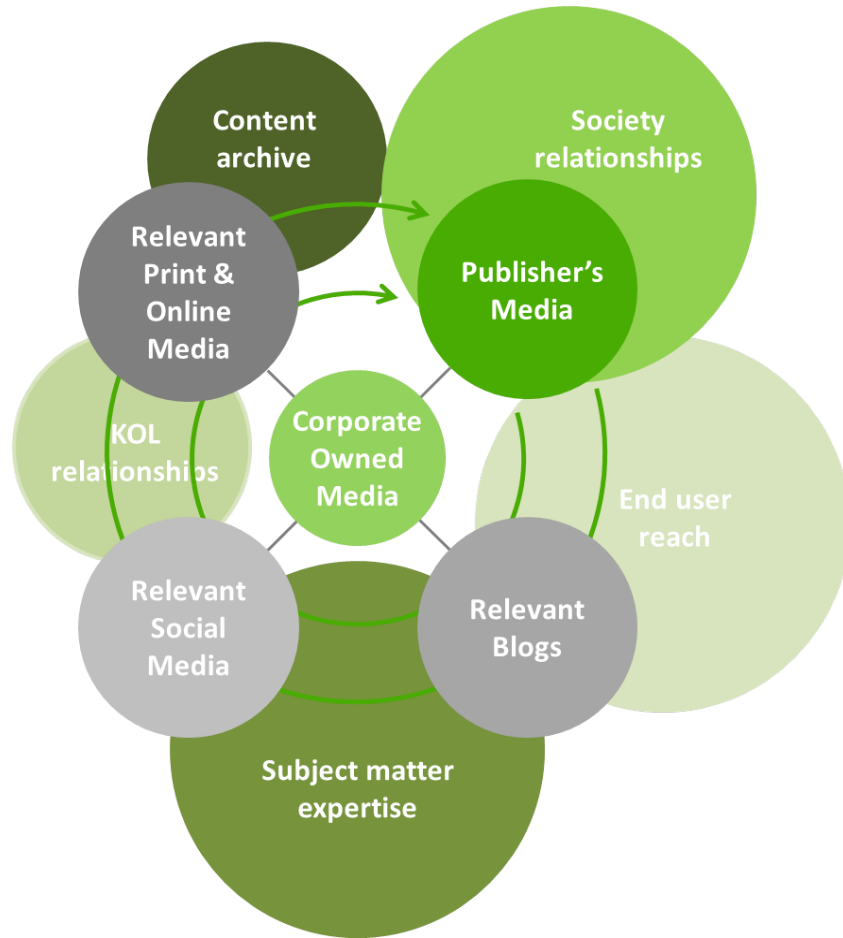 Content
archive
Society
relationships
Relevant
Print &
Online
Media
Publisher’s
Media
KOL
relationships
Corporate
Owned
Media
End user
reach
Relevant
Social
Media
Relevant
Blogs
Subject matter
expertise